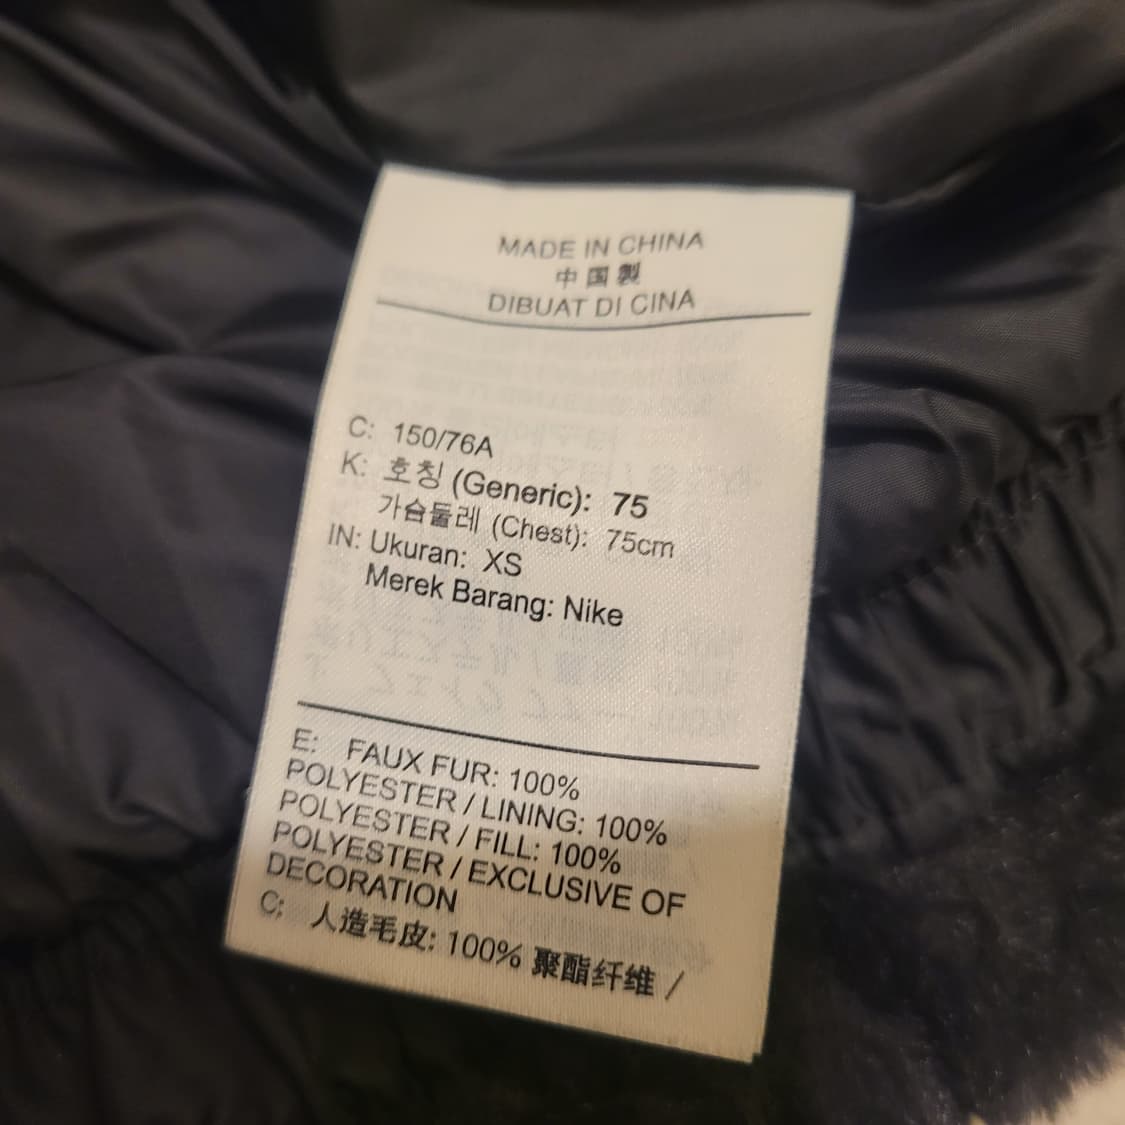 MADE IN CHINA
中国製
DIBUAT DI CINA
C: 150/76A
K: 호칭 (Generic): 75
가슴둘레 (Chest): 75cm
IN: Ukuran: XS
Merek Barang: Nike
E: FAUX FUR: 100%
POLYESTER / LINING: 100%
POLYESTER / FILL: 100%
POLYESTER / EXCLUSIVE OF
DECORATION
C: 人造毛皮: 100% 聚酯纤维 /